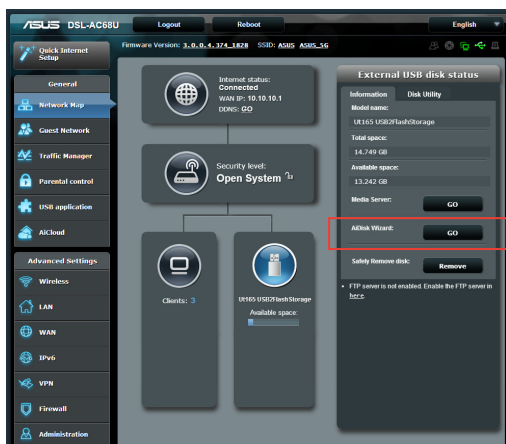 ASUS DSL-AC68U
Logout
Reboot
English
Quick Internet
Setup
Firmware Version: 3.0.0.4.374_1828 SSID: ASUS ASUS_5G
General
Network Map
Guest Network
Traffic Manager
Parental control
USB application
AiCloud
Advanced Settings
Wireless
LAN
WAN
IPv6
VPN
Firewall
Administration
Internet status:
Connected
WAN IP: 10.10.10.1
DDNS: GO
Security level:
Open System
Clients: 3
Ut165 USB2FlashStorage
Available space:
External USB disk status
Information
Disk Utility
Model name:
Ut165 USB2FlashStorage
Total space:
14.749 GB
Available space:
13.242 GB
Media Server:
GO
AiDisk Wizard:
GO
Safely Remove disk:
Remove
• FTP server is not enabled. Enable the FTP server in
here.